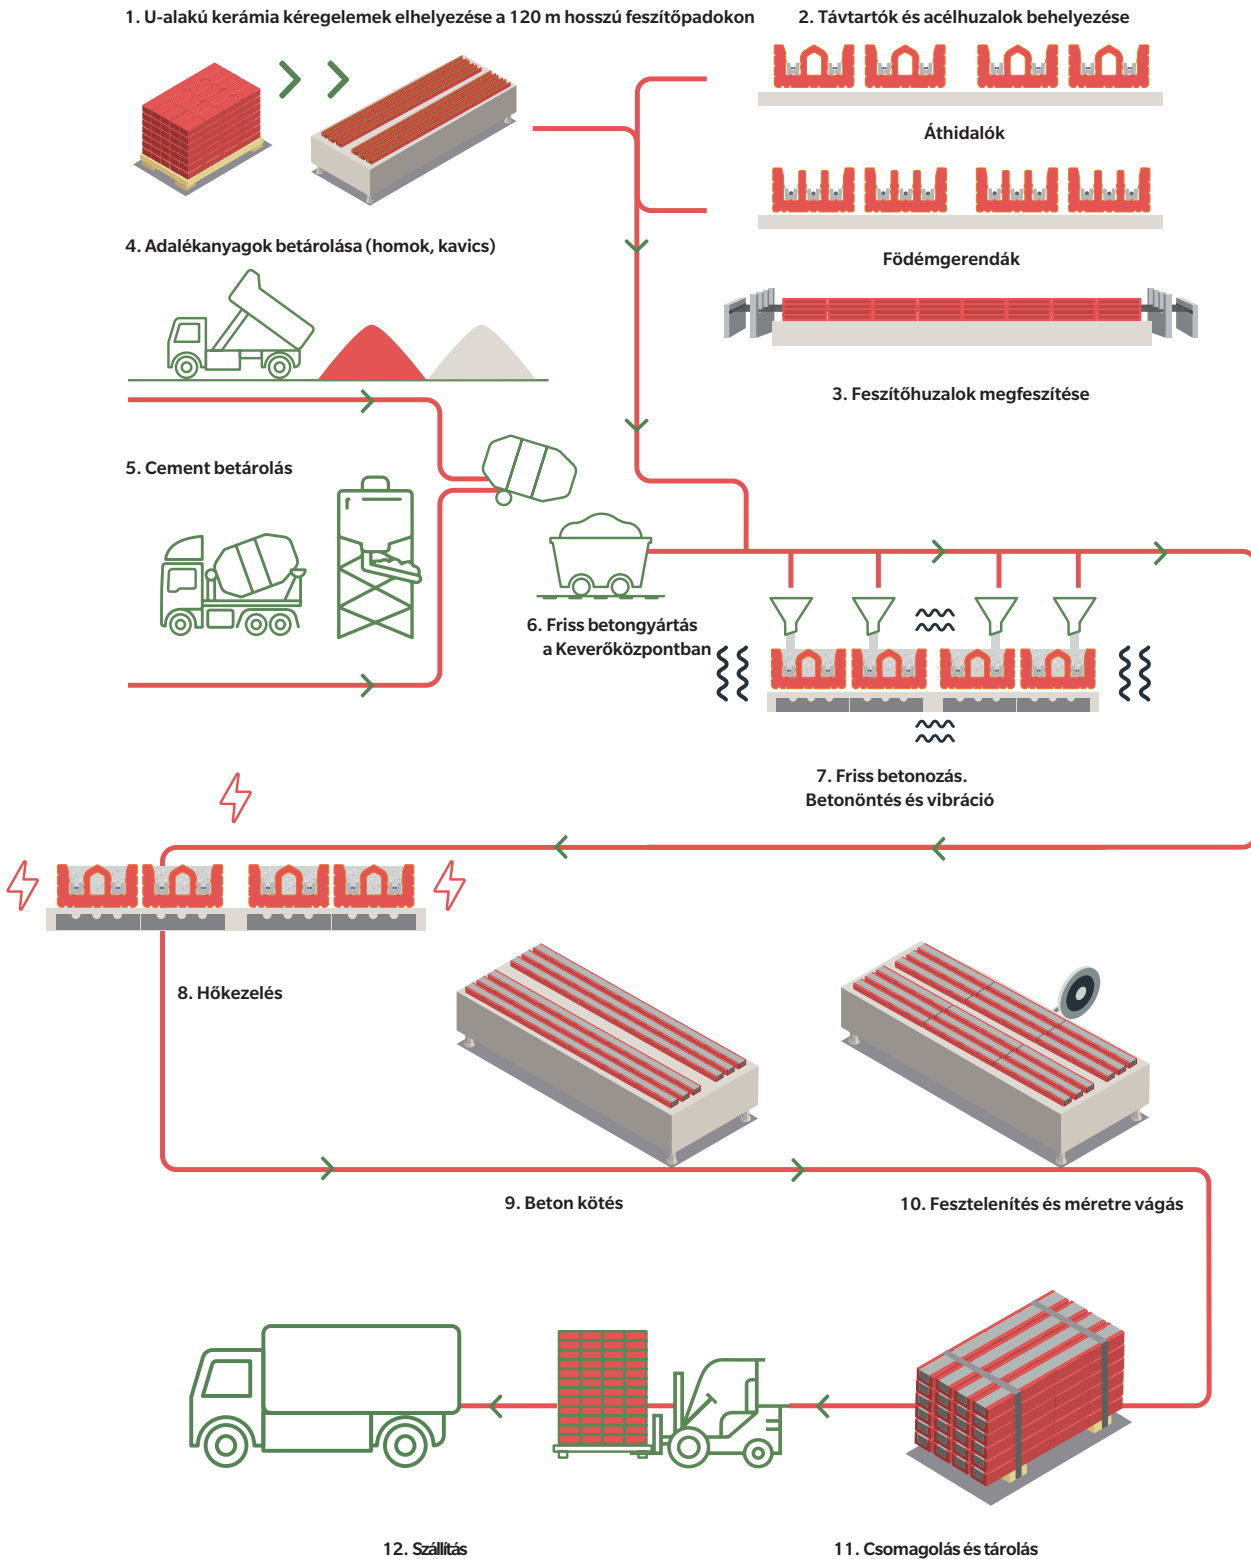 1. U-alakú kerámia kéregelemek elhelyezése a 120 m hosszú feszítőpadokon
2. Távtartók és acélhuzalok behelyezése
Áthidalók
Födémgerendák
3. Feszítőhuzalok megfeszítése
4. Adalékanyagok betárolása (homok, kavics)
5. Cement betárolás
6. Friss betongyártás
a Keverőközpontban
7. Friss betonozás.
Betonöntés és vibráció
8. Hőkezelés
9. Beton kötés
10. Fesztelenítés és méretre vágás
11. Csomagolás és tárolás
12. Szállítás